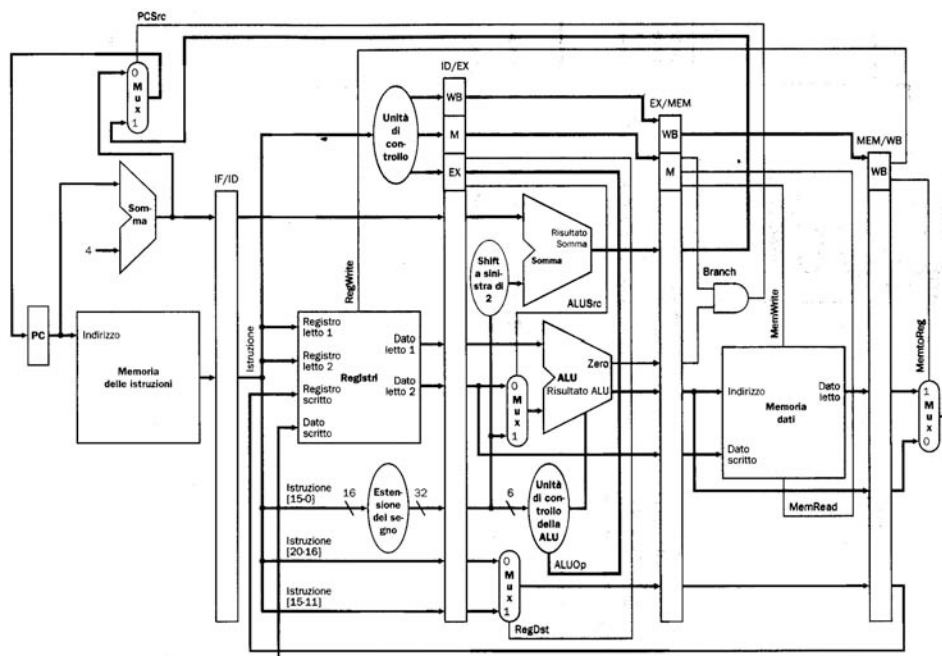 PCSrc
0
M
u
x
1
ID/EX
WB
M
EX
Unità
di con-
trollo
EX/MEM
WB
M
MEM/WB
WB
IF/ID
Som-
ma
4
PC
Indirizzo
Memoria
delle istruzioni
Istruzione
RegWrite
Registro
letto 1
Registro
letto 2
Registro
scritto
Dato
scritto
Registri
Dato
letto 1
Dato
letto 2
Shift
a sini-
stra di
2
Risultato
Somma
Somma
ALUSrc
0
M
u
x
1
Zero
ALU
Risultato ALU
Branch
MemWrite
Indirizzo
Dato
letto
Memoria
dati
Dato
scritto
MemRead
MemtoReg
1
M
u
x
0
Istruzione
[15-0]
16
Esten-
sione
del se-
gno
32
6
Unità
di con-
trollo
della
ALU
ALUOp
Istruzione
[20-16]
Istruzione
[15-11]
0
M
u
x
1
RegDst